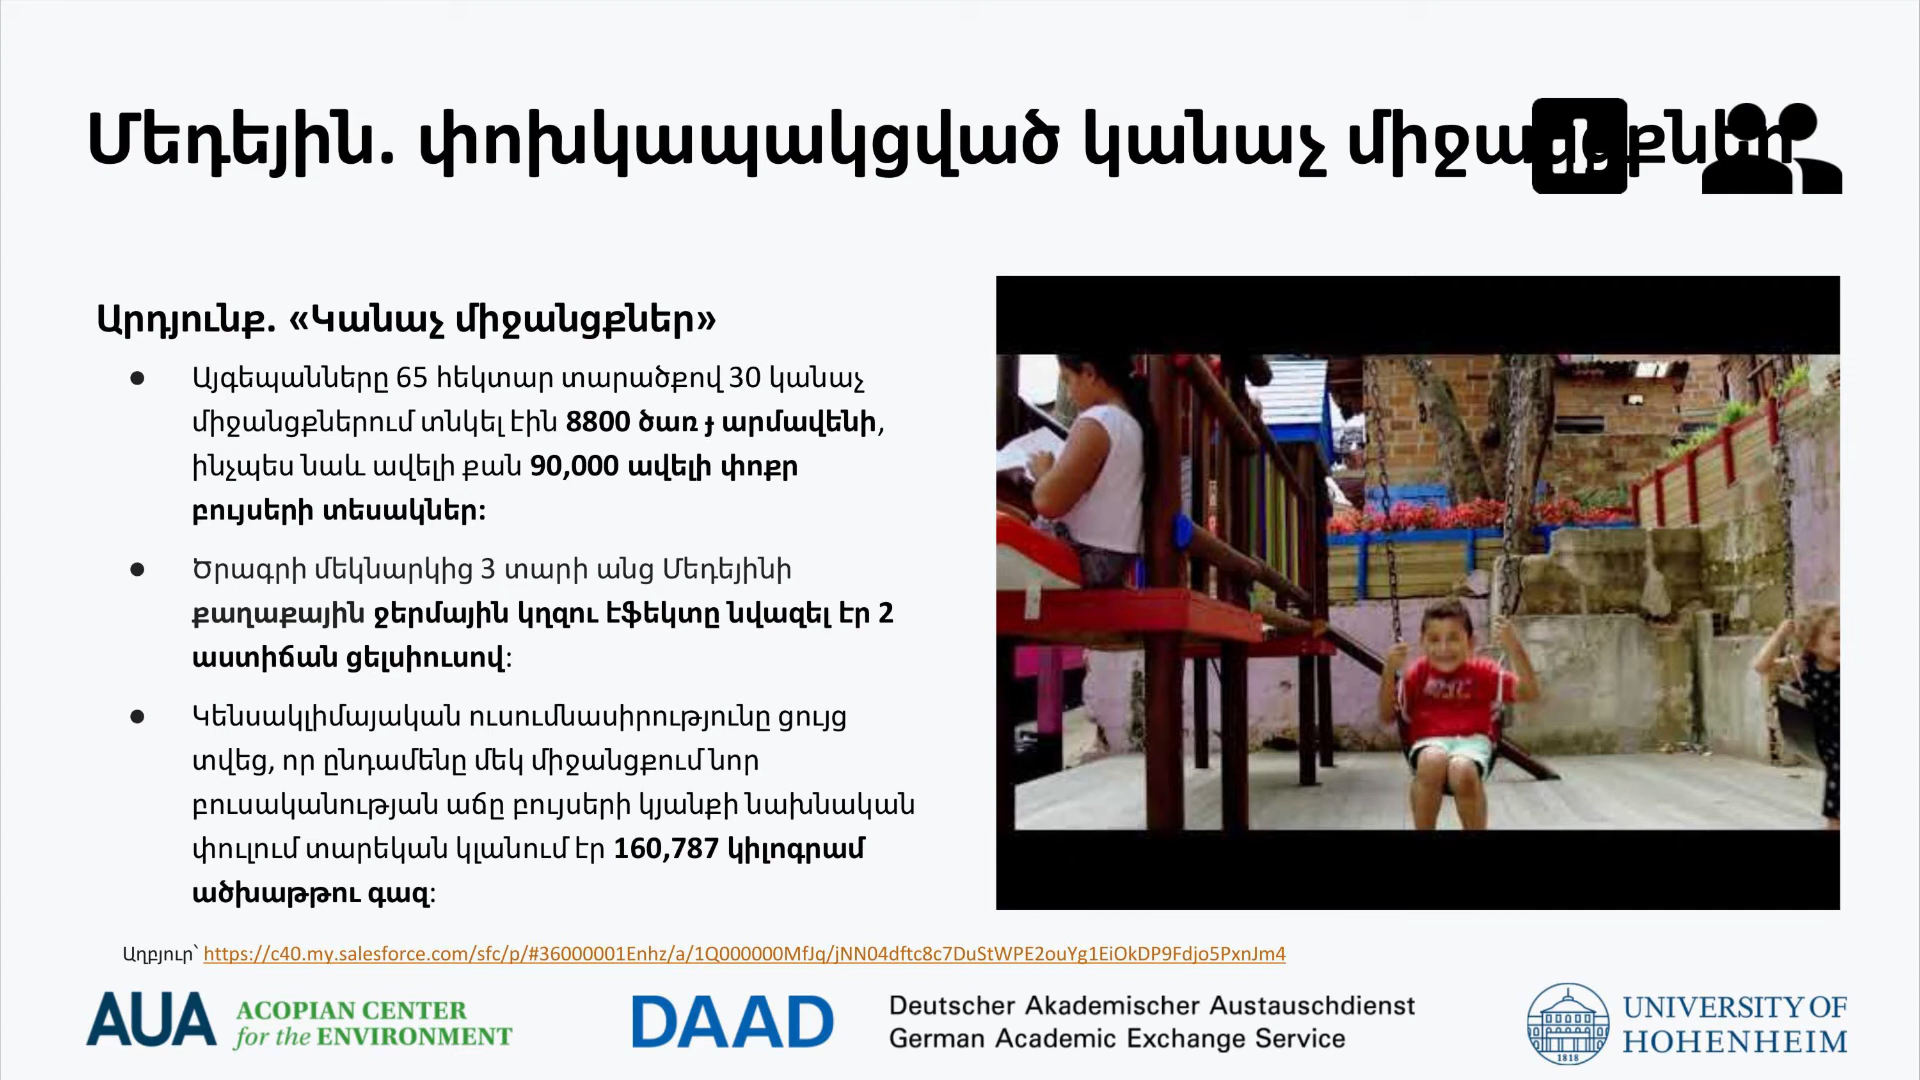 Մեդեյին. փոխկապակցված կանաչ միջանցքներ
Արդյունք. «Կանաչ միջանցքներ»
● Այգեպանները 65 հեկտար տարածքով 30 կանաչ
միջանցքներում տնկել էին 8800 ծառ ֈ արմավենի,
ինչպես նաև ավելի քան 90,000 ավելի փոքր
բույսերի տեսակներ:
● Ծրագրի մեկնարկից 3 տարի անց Մեդեյինի
քաղաքային ջերմային կղզու էֆեկտը նվազել էր 2
աստիճան ցելսիուսով:
● Կենսակլիմայական ուսումնասիրությունը ցույց
տվեց, որ ընդամենը մեկ միջանցքում նոր
բուսականության աճը բույսերի կյանքի նախնական
փուլում տարեկան կլանում էր 160,787 կիլոգրամ
ածխաթթու գազ:
Աղբյուր՝ https://c40.my.salesforce.com/sfc/p/#36000001Enhz/a/1Q000000MfJq/jNN04dftc8c7DuStWPE2ouYg1EiOkDP9Fdjo5PxnJm4
AUA ACOPIAN CENTER
for the ENVIRONMENT
DAAD Deutscher Akademischer Austauschdienst
German Academic Exchange Service
1818
UNIVERSITY OF
HOHENHEIM